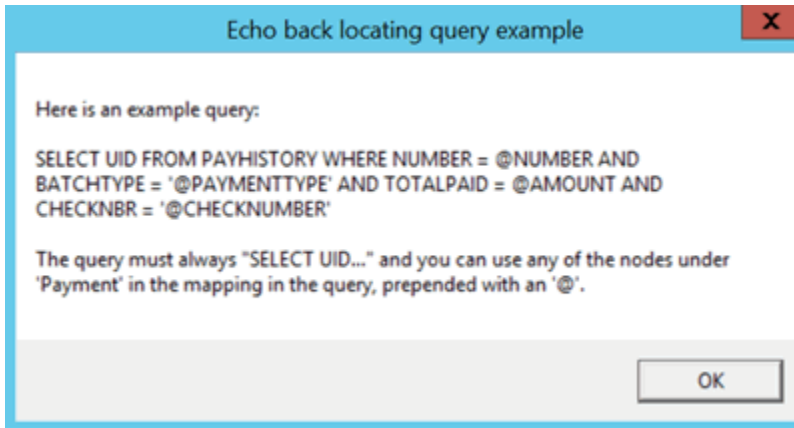 Echo back locating query example
X
Here is an example query:
SELECT UID FROM PAYHISTORY WHERE NUMBER = @NUMBER AND
BATCHTYPE = '@PAYMENTTYPE' AND TOTALPAID = @AMOUNT AND
CHECKNBR = '@CHECKNUMBER'
The query must always "SELECT UID..." and you can use any of the nodes under
'Payment' in the mapping in the query, prepended with an '@'.
OK